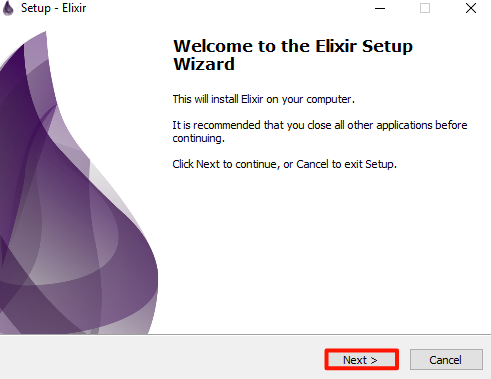 Setup - Elixir
Welcome to the Elixir Setup
Wizard
This will install Elixir on your computer.
It is recommended that you close all other applications before
continuing.
Click Next to continue, or Cancel to exit Setup.
Next >
Cancel